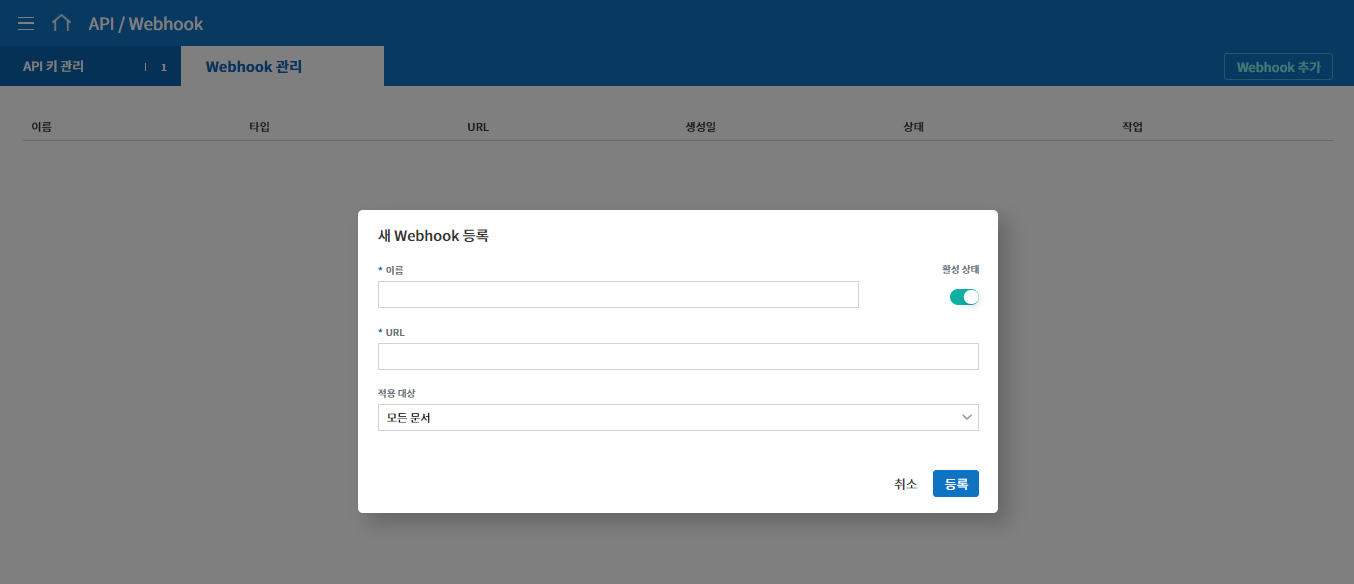 API / Webhook
API 키 관리 1
Webhook 관리
Webhook 추가
이름 타입 URL 생성일 상태 작업
새 Webhook 등록
* 이름
활성 상태
* URL
적용 대상
모든 문서
취소 등록